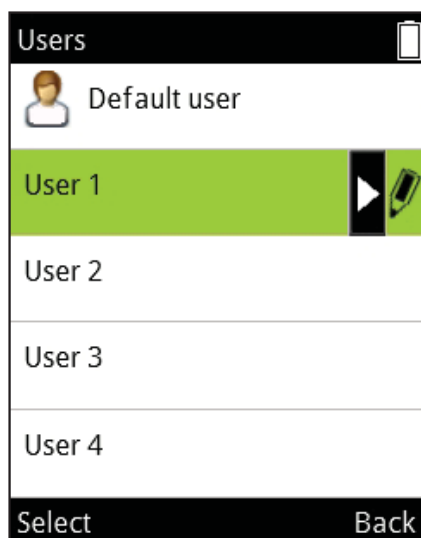 Users
Default user
User 1
User 2
User 3
User 4
Select Back